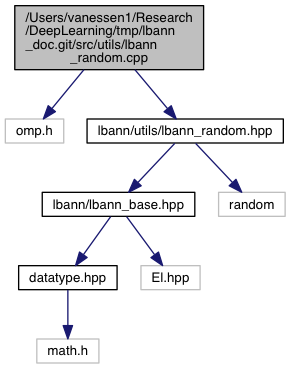 /Users/vanessen1/Research
/DeepLearning/tmp/lbann
_doc.git/src/utils/lbann
_random.cpp
omp.h
lbann/utils/lbann_random.hpp
lbann/lbann_base.hpp
random
datatype.hpp
El.hpp
math.h